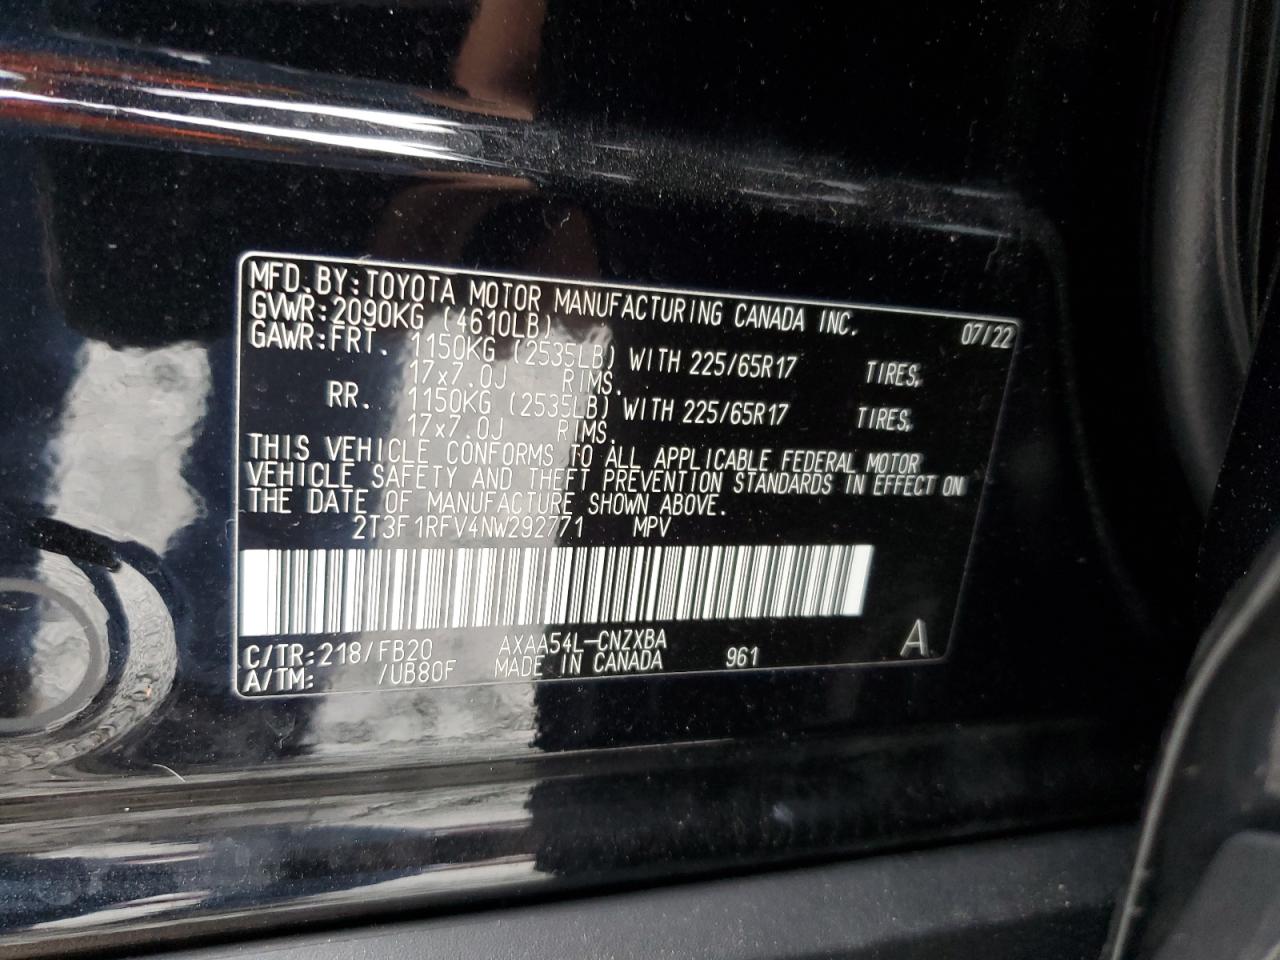 MFD. BY: TOYOTA MOTOR MANUFACTURING CANADA INC.
GVWR: 2090KG (4610LB) 07/22
GAWR: FRT. 1150KG (2535LB) WITH 225/65R17 TIRES,
17x7.0J RIMS.
RR. 1150KG (2535LB) WITH 225/65R17 TIRES,
17x7.0J RIMS.
THIS VEHICLE CONFORMS TO ALL APPLICABLE FEDERAL MOTOR
VEHICLE SAFETY AND THEFT PREVENTION STANDARDS IN EFFECT ON
THE DATE OF MANUFACTURE SHOWN ABOVE.
2T3F1RFV4NW292771 MPV
C/TR: 218/FB20 AXAA54L-CNZXBA
A/TM: /UB80F MADE IN CANADA 961 A